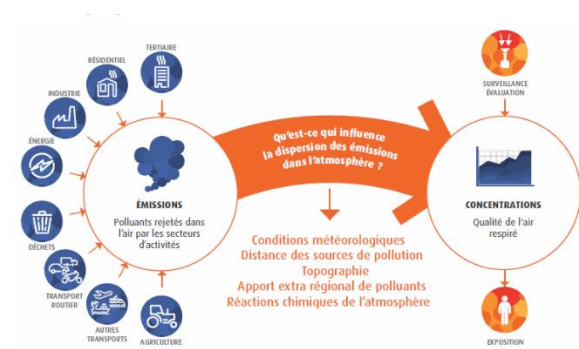 TERTIAIRE
RÉSIDENTIEL
INDUSTRIE
ÉNERGIE
DÉCHETS
TRANSPORT
ROUTIER
AUTRES
TRANSPORTS
AGRICULTURE
ÉMISSIONS
Polluants rejetés dans
l'air par les secteurs
d'activités
Qu'est-ce qui influence
la dispersion des émissions
dans l'atmosphère ?
Conditions météorologiques
Distance des sources de pollution
Topographie
Apport extra régional de polluants
Réactions chimiques de l'atmosphère
SURVEILLANCE
ÉVALUATION
CONCENTRATIONS
Qualité de l'air
respiré
EXPOSITION